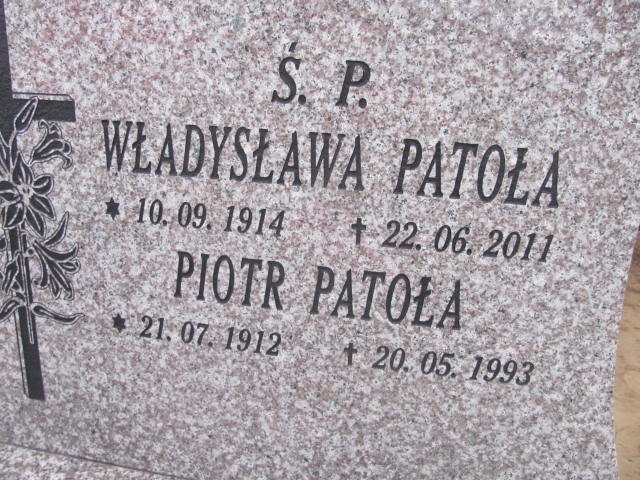 Ś. P.
WŁADYSŁAWA PATOŁA
★ 10. 09. 1914 ✝ 22. 06. 2011
PIOTR PATOŁA
★ 21. 07. 1912 ✝ 20. 05. 1993